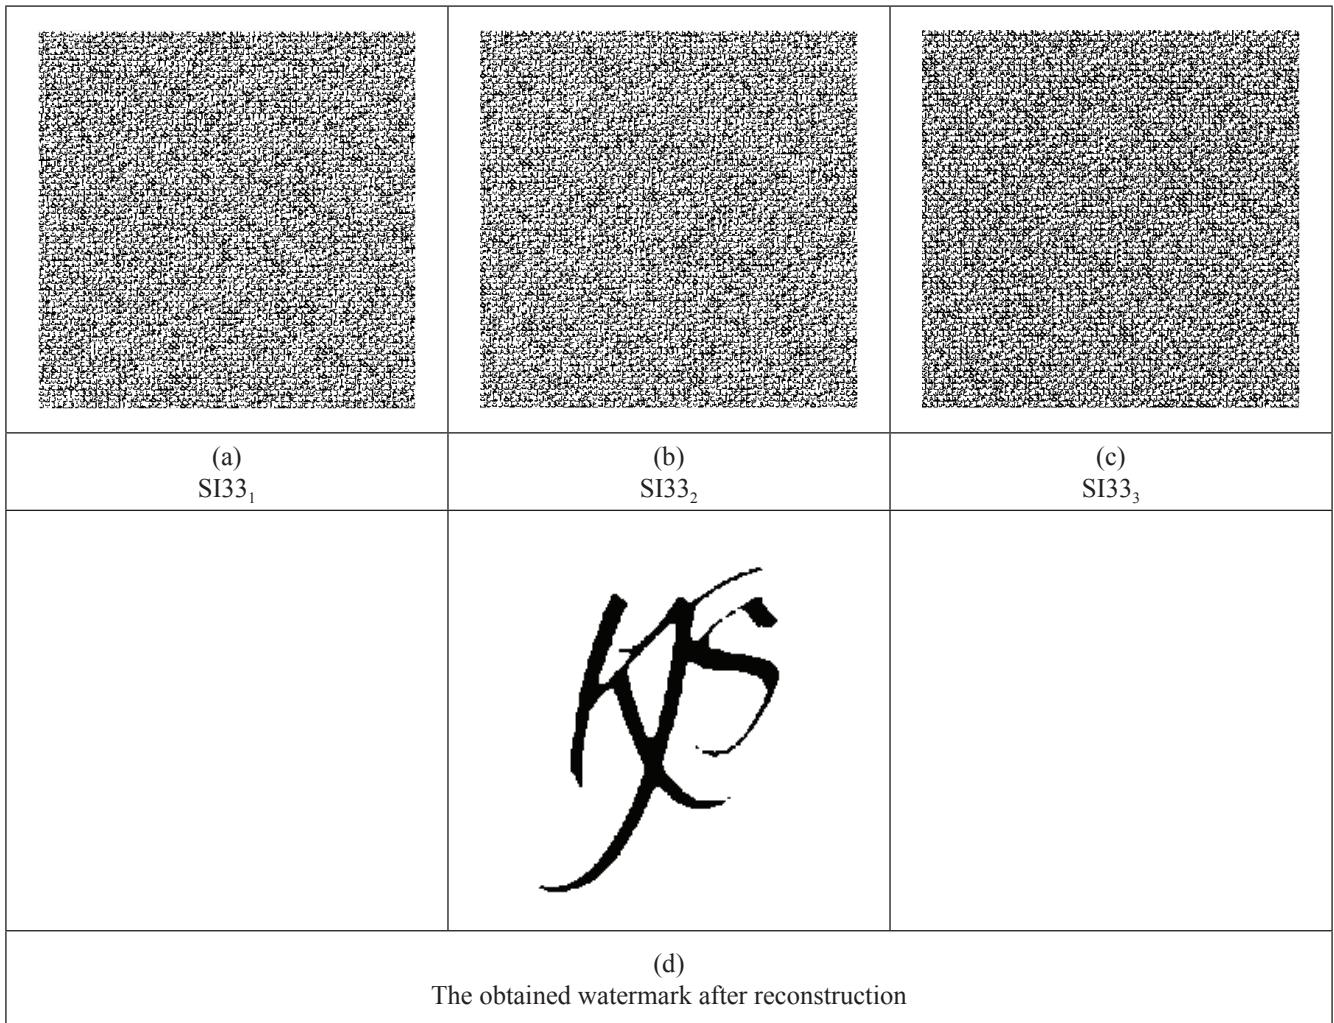 (a)
SI33₁
(b)
SI33₂
(c)
SI33₃
(d)
The obtained watermark after reconstruction